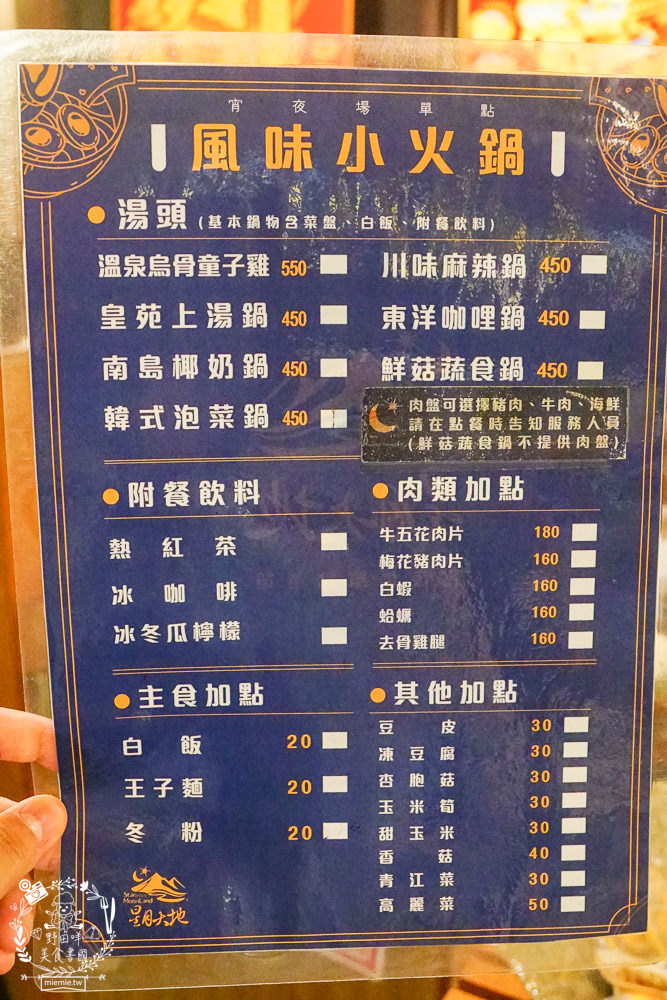 宵夜場單點
風味小火鍋
湯頭(基本鍋物含菜盤、白飯、附餐飲料)
溫泉烏骨童子雞 550
皇苑上湯鍋 450
南島椰奶鍋 450
韓式泡菜鍋 450
川味麻辣鍋 450
東洋咖哩鍋 450
鮮菇蔬食鍋 450
肉盤可選擇豬肉、牛肉、海鮮
請在點餐時告知服務人員
(鮮菇蔬食鍋不提供肉盤)
附餐飲料
熱紅茶
冰咖啡
冰冬瓜檸檬
肉類加點
牛五花肉片 180
梅花豬肉片 160
白蝦 160
蛤蠣 160
去骨雞腿 160
主食加點
白飯 20
王子麵 20
冬粉 20
其他加點
豆皮 30
凍豆腐 30
杏胞菇 30
玉米筍 30
甜玉米 30
香菇 40
青江菜 30
高麗菜 50
MoonLand
星月大地
野田咩
美食書國
miemie.tw